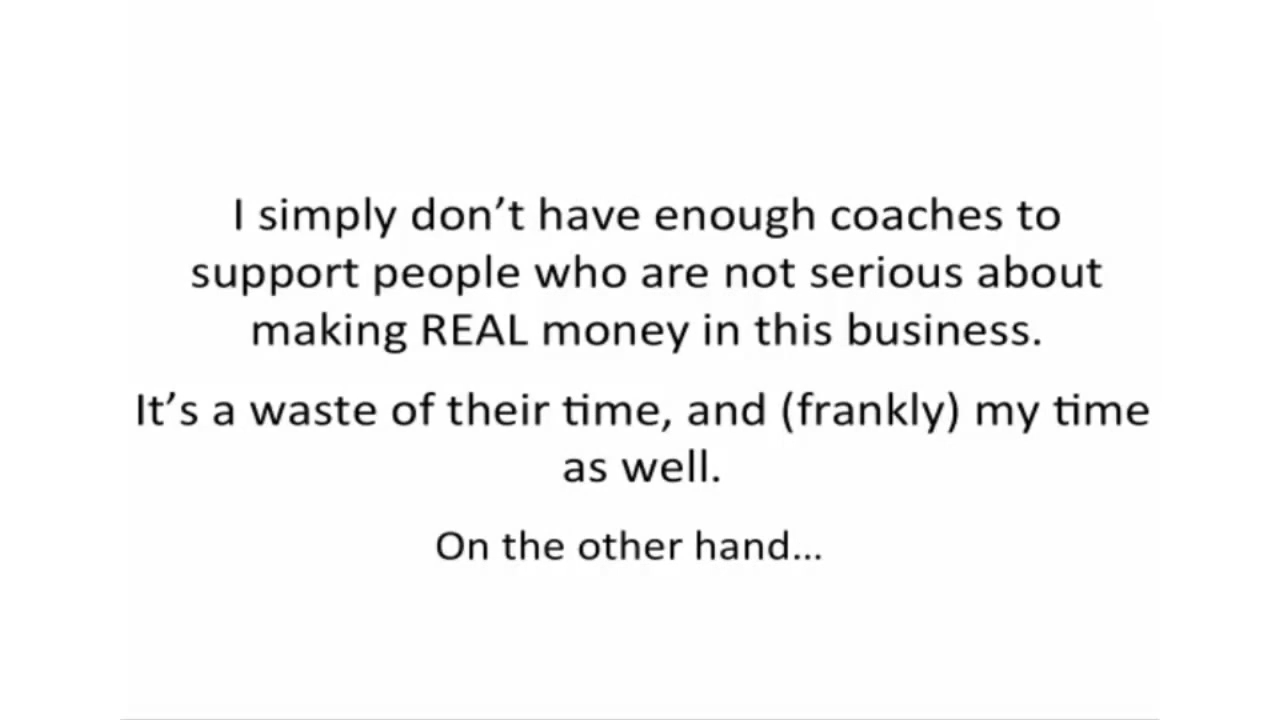 I simply don’t have enough coaches to
support people who are not serious about
making REAL money in this business.
It’s a waste of their time, and (frankly) my time
as well.
On the other hand...